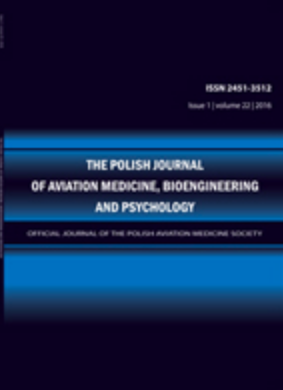 ISSN 2451-3512
Issue 1 | volume 22 | 2016
THE POLISH JOURNAL
OF AVIATION MEDICINE, BIOENGINEERING
AND PSYCHOLOGY
OFFICIAL JOURNAL OF THE POLISH AVIATION MEDICINE SOCIETY